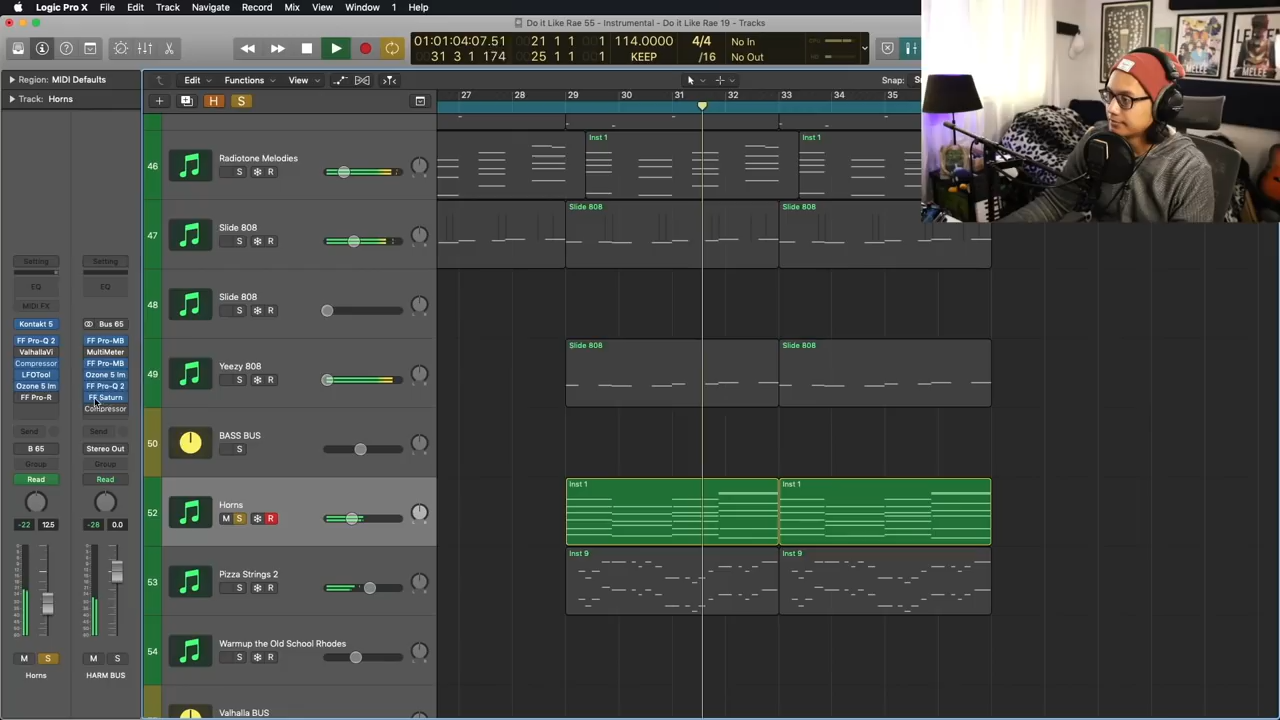 Logic Pro X File Edit Track Navigate Record Mix View Window 1 Help
Do it Like Rae 55 - Instrumental - Do it Like Rae 19 - Tracks
01:01:04:07.51
31 3 1 174
21 1 1
25 1 1
114.0000
KEEP
4/4
/16
No In
No Out
Region: MIDI Defaults
Track: Horns
Edit
Functions
View
Snap:
H
S
27 28 29 30 31 32 33 34 35
Setting
EQ
MIDI FX
Kontakt 5
FF Pro-Q 2
ValhallaVi
Compressor
LFOTool
Ozone 5 Im
FF Pro-R
Send
B 65
Group
Read
-22 12.5
M S
Horns
Setting
EQ
Bus 65
FF Pro-MB
MultiMeter
FF Pro-MB
Ozone 5 Im
FF Pro-Q 2
FF Saturn
Compressor
Send
Stereo Out
Group
Read
-28 0.0
M S
HARM BUS
46
Radiotone Melodies
S R
Inst 1
Inst 1
47
Slide 808
S R
Slide 808
Slide 808
48
Slide 808
S R
49
Yeezy 808
S R
Slide 808
Slide 808
50
BASS BUS
S
52
Horns
M S R
Inst 1
Inst 1
53
Pizza Strings 2
S R
Inst 9
Inst 9
54
Warmup the Old School Rhodes
S R
Valhalla BUS
MELEE